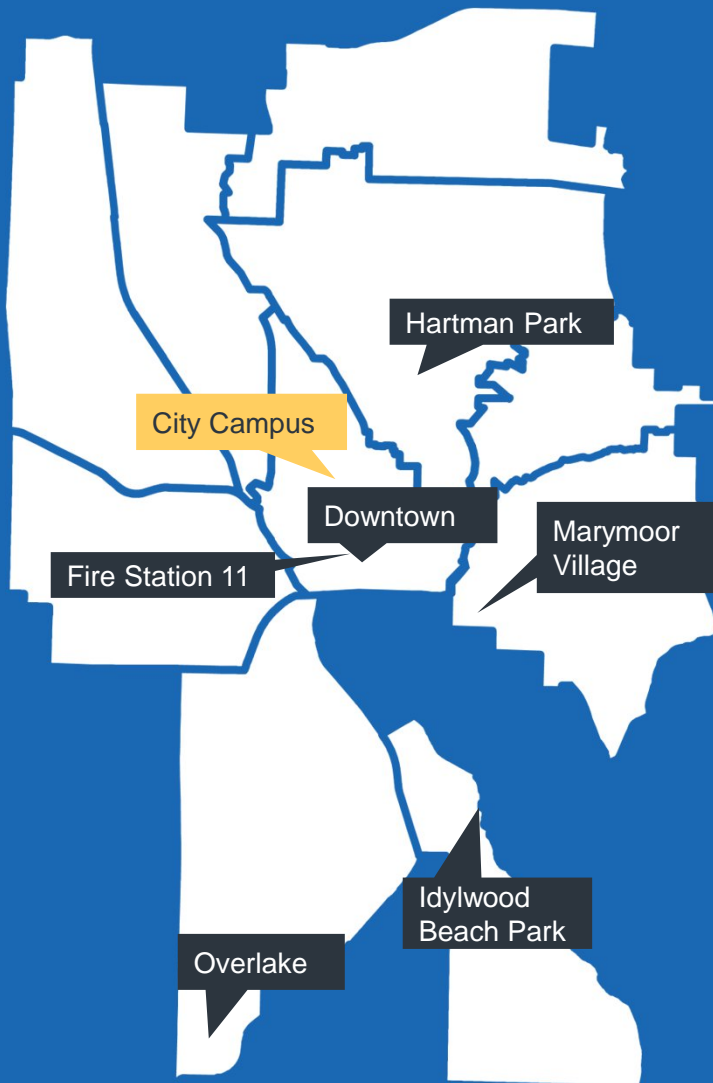 Hartman Park
City Campus
Downtown
Marymoor
Village
Fire Station 11
Idylwood
Beach Park
Overlake